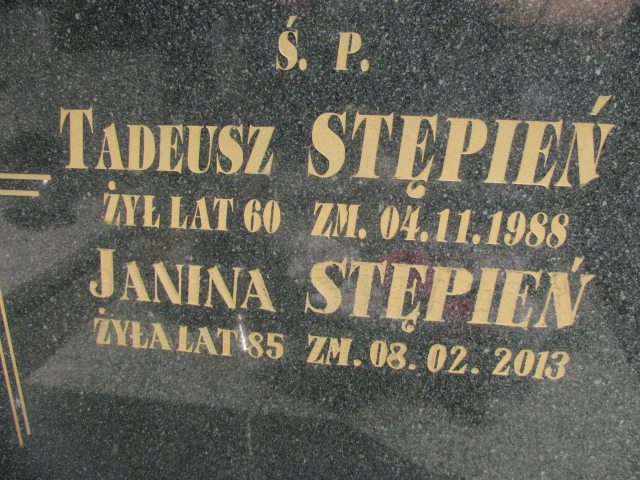 Ś. P.
TADEUSZ STĘPIEŃ
ŻYŁ LAT 60 ZM. 04.11.1988
JANINA STĘPIEŃ
ŻYŁA LAT 85 ZM. 08. 02. 2013